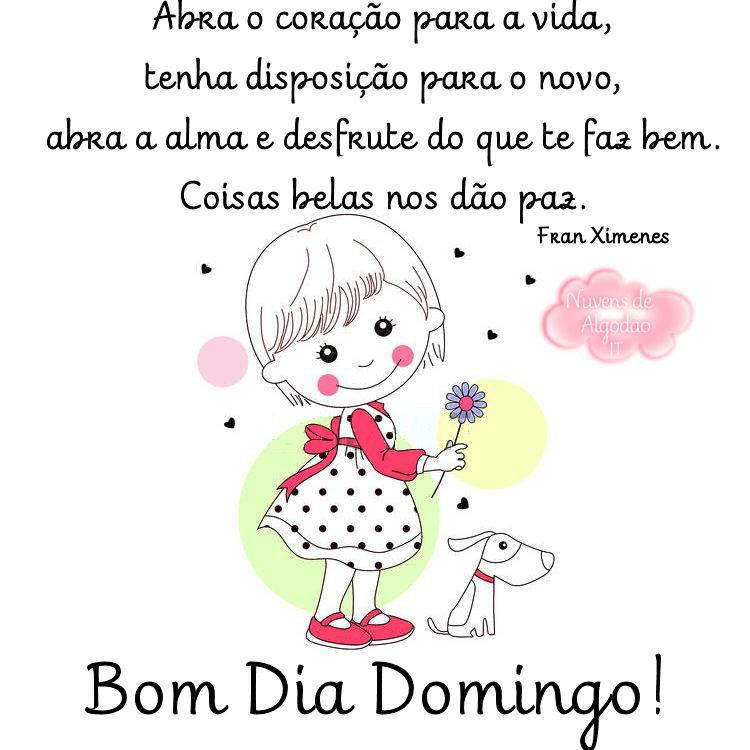 Abra o coração para a vida,
tenha disposição para o novo,
abra a alma e desfrute do que te faz bem.
Coisas belas nos dão paz.
Fran Ximenes
Nuvens de
Algodão
IT
Bom Dia Domingo!